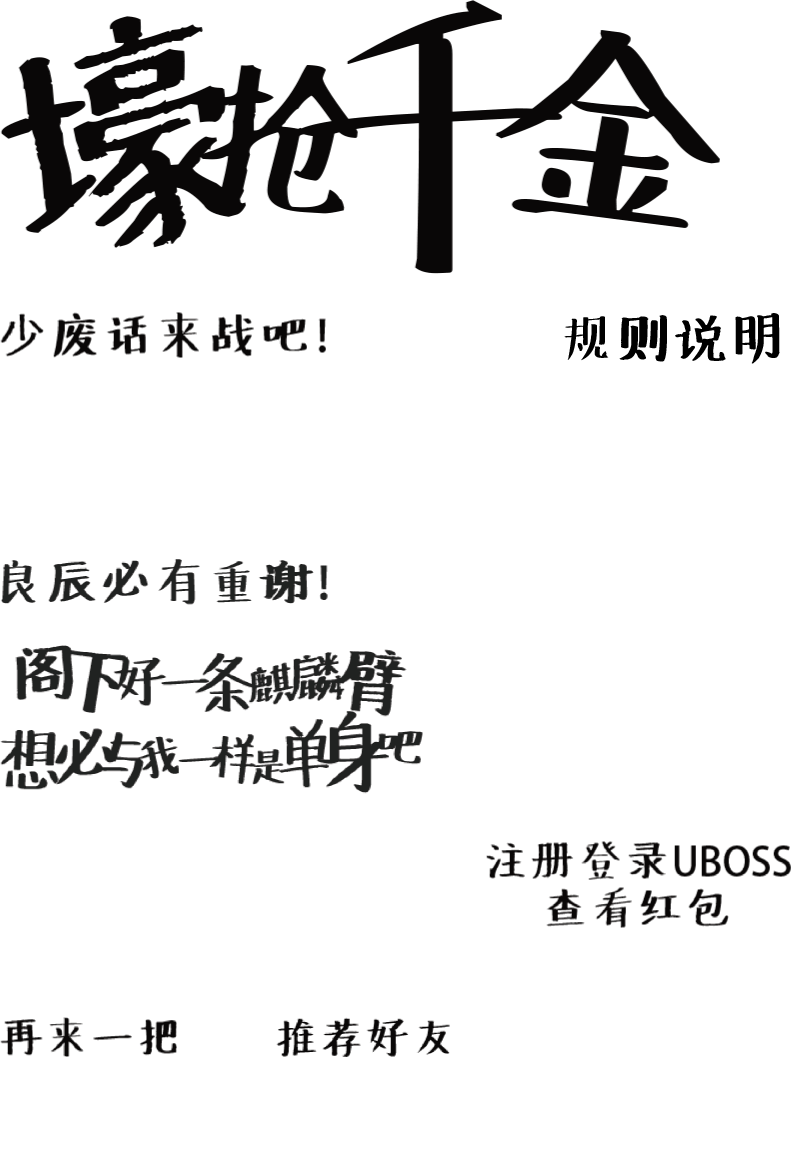 壕抢千金
少废话来战吧!
规则说明
良辰必有重谢!
阁下好一条麒麟臂
想必与我一样是单身吧
注册登录UBOSS
查看红包
再来一把
推荐好友